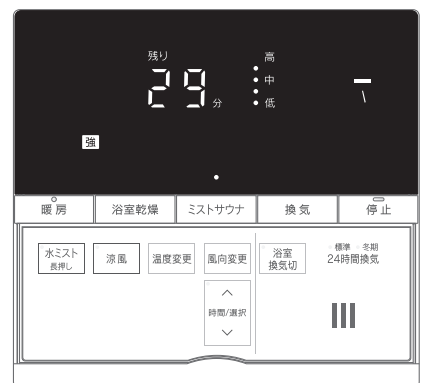 残り
高
29分
中
低
強
暖房
浴室乾燥
ミストサウナ
換気
停止
水ミスト
長押し
涼風
温度変更
風向変更
浴室
換気切
標準 冬期
24時間換気
時間/選択